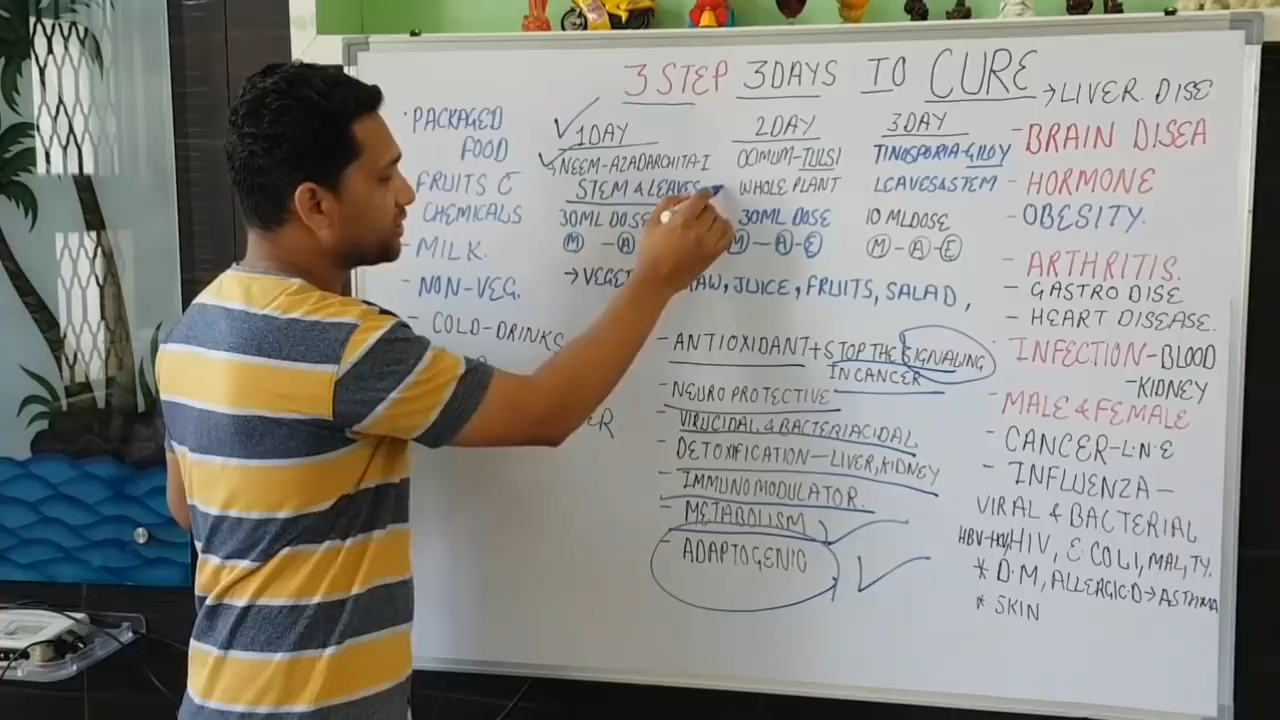 3 STEP 3DAYS TO CURE
· PACKAGED
FOOD
- FRUITS C̄
CHEMICALS
- MILK.
- NON-VEG.
- COLD-DRINKS
ER
1DAY
NEEM-AZADARCHITA-I
STEM & LEAVES
30ML DOSE
M - A
2DAY
OCIMUM-TULSI
WHOLE PLANT
30ML DOSE
M - A - E
3DAY
TINOSPORIA-GILOY
LEAVES&STEM
10 MLDOSE
M - A - E
→ VEGET RAW, JUICE, FRUITS, SALAD,
- ANTIOXIDANT + STOP THE SIGNALING
IN CANCER
- NEUROPROTECTIVE
- VIRUCIDAL & BACTERIACIDAL
- DETOXIFICATION - LIVER, KIDNEY
- IMMUNOMODULATOR.
- METABOLISM
- ADAPTOGENIC
→ LIVER. DISE
- BRAIN DISEA
- HORMONE
- OBESITY.
- ARTHRITIS.
- GASTRO DISE
- HEART DISEASE.
INFECTION - BLOOD
- KIDNEY
- MALE & FEMALE
- CANCER-L.N.E
- INFLUENZA -
VIRAL & BACTERIAL
HIV, E COLI, MAL, TY.
* D.M, ALLERGIC.D → ASTHMA
* SKIN